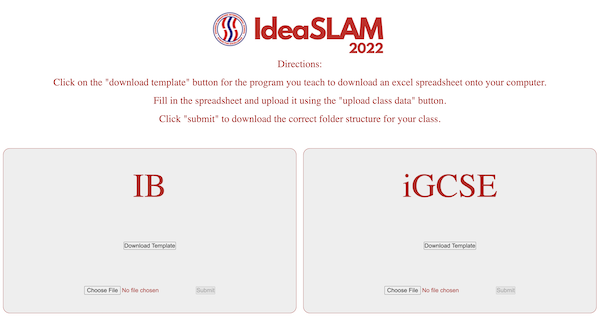 IdeaSLAM
2022
Directions:
Click on the "download template" button for the program you teach to download an excel spreadsheet onto your computer.
Fill in the spreadsheet and upload it using the "upload class data" button.
Click "submit" to download the correct folder structure for your class.
IB
Download Template
Choose File No file chosen Submit
iGCSE
Download Template
Choose File No file chosen Submit